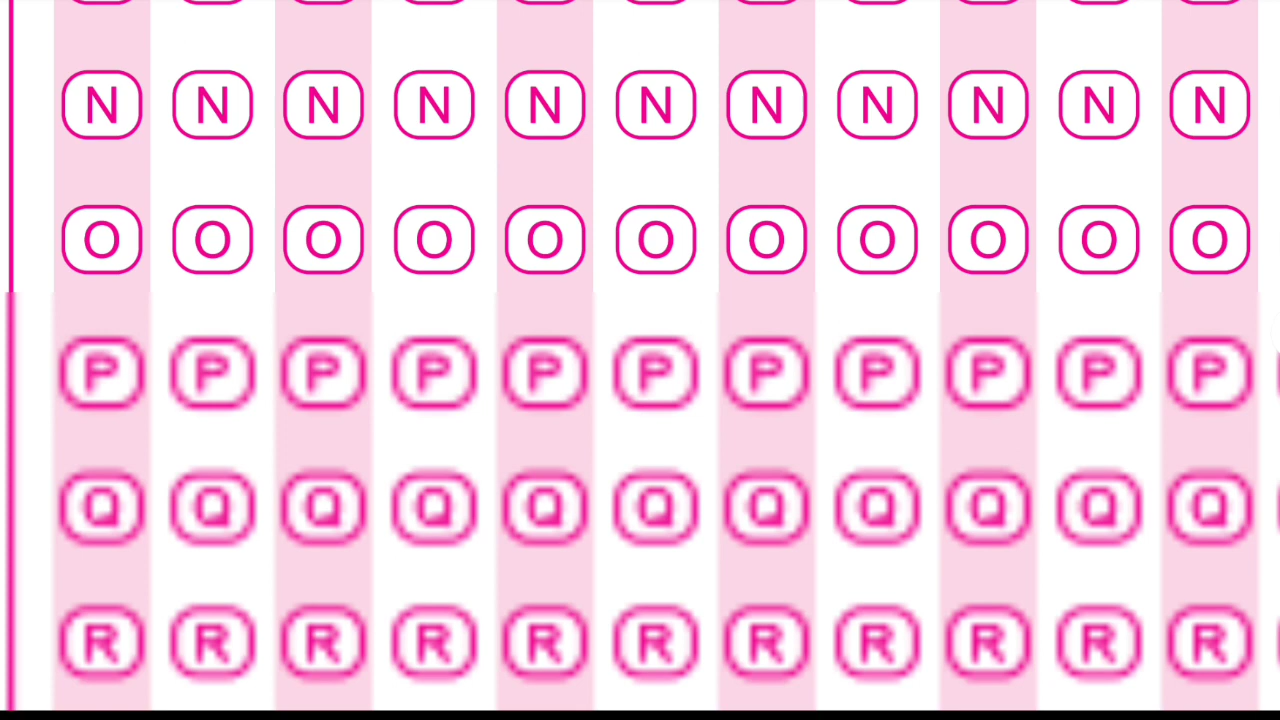 N N N N N N N N N N N
O O O O O O O O O O O
P P P P P P P P P P P
Q Q Q Q Q Q Q Q Q Q Q
R R R R R R R R R R R